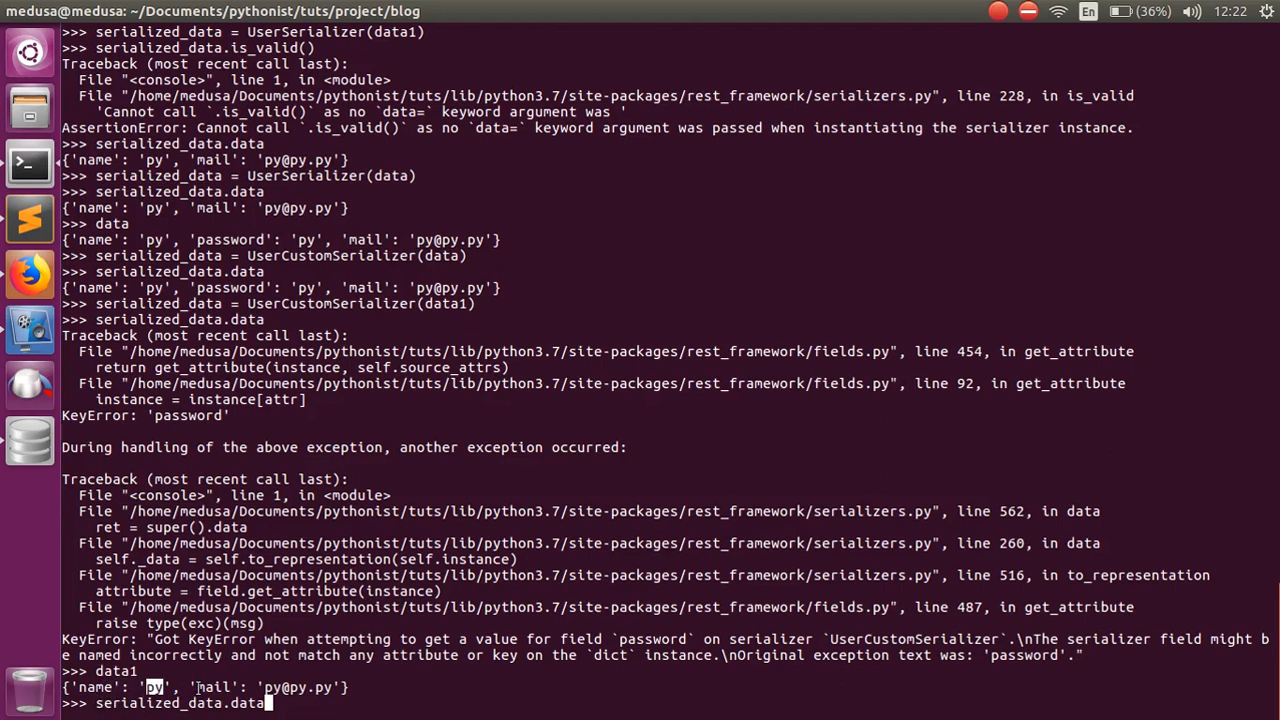 medusa@medusa: ~/Documents/pythonist/tuts/project/blog
En
(36%)
12:22
>>> serialized_data = UserSerializer(data1)
>>> serialized_data.is_valid()
Traceback (most recent call last):
File "<console>", line 1, in <module>
File "/home/medusa/Documents/pythonist/tuts/lib/python3.7/site-packages/rest_framework/serializers.py", line 228, in is_valid
'Cannot call `.is_valid()` as no `data=` keyword argument was '
AssertionError: Cannot call `.is_valid()` as no `data=` keyword argument was passed when instantiating the serializer instance.
>>> serialized_data.data
{'name': 'py', 'mail': 'py@py.py'}
>>> serialized_data = UserSerializer(data)
>>> serialized_data.data
{'name': 'py', 'mail': 'py@py.py'}
>>> data
{'name': 'py', 'password': 'py', 'mail': 'py@py.py'}
>>> serialized_data = UserCustomSerializer(data)
>>> serialized_data.data
{'name': 'py', 'password': 'py', 'mail': 'py@py.py'}
>>> serialized_data = UserCustomSerializer(data1)
>>> serialized_data.data
Traceback (most recent call last):
File "/home/medusa/Documents/pythonist/tuts/lib/python3.7/site-packages/rest_framework/fields.py", line 454, in get_attribute
return get_attribute(instance, self.source_attrs)
File "/home/medusa/Documents/pythonist/tuts/lib/python3.7/site-packages/rest_framework/fields.py", line 92, in get_attribute
instance = instance[attr]
KeyError: 'password'
During handling of the above exception, another exception occurred:
Traceback (most recent call last):
File "<console>", line 1, in <module>
File "/home/medusa/Documents/pythonist/tuts/lib/python3.7/site-packages/rest_framework/serializers.py", line 562, in data
ret = super().data
File "/home/medusa/Documents/pythonist/tuts/lib/python3.7/site-packages/rest_framework/serializers.py", line 260, in data
self._data = self.to_representation(self.instance)
File "/home/medusa/Documents/pythonist/tuts/lib/python3.7/site-packages/rest_framework/serializers.py", line 516, in to_representation
attribute = field.get_attribute(instance)
File "/home/medusa/Documents/pythonist/tuts/lib/python3.7/site-packages/rest_framework/fields.py", line 487, in get_attribute
raise type(exc)(msg)
KeyError: "Got KeyError when attempting to get a value for field `password` on serializer `UserCustomSerializer`.\nThe serializer field might b
e named incorrectly and not match any attribute or key on the `dict` instance.\nOriginal exception text was: 'password'."
>>> data1
{'name': 'py', 'mail': 'py@py.py'}
>>> serialized_data.data